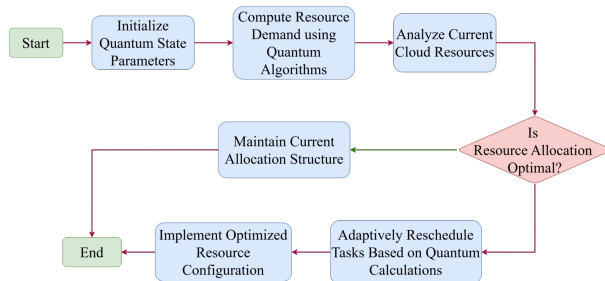 Start
Initialize
Quantum State
Parameters
Compute Resource
Demand using
Quantum
Algorithms
Analyze Current
Cloud Resources
Is
Resource Allocation
Optimal?
Maintain Current
Allocation Structure
Adaptively Reschedule
Tasks Based on Quantum
Calculations
Implement Optimized
Resource
Configuration
End